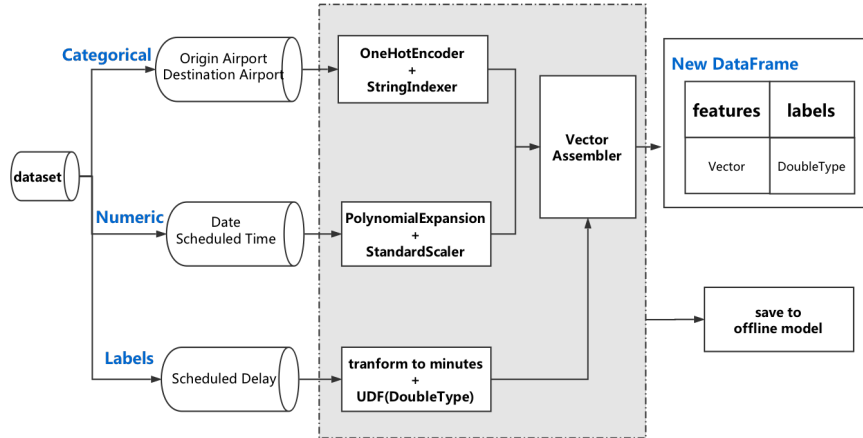 Categorical
Origin Airport
Destination Airport
OneHotEncoder
+
StringIndexer
New DataFrame
features
labels
Vector
DoubleType
Vector
Assembler
dataset
Numeric
Date
Scheduled Time
PolynomialExpansion
+
StandardScaler
save to
offline model
Labels
Scheduled Delay
tranform to minutes
+
UDF(DoubleType)